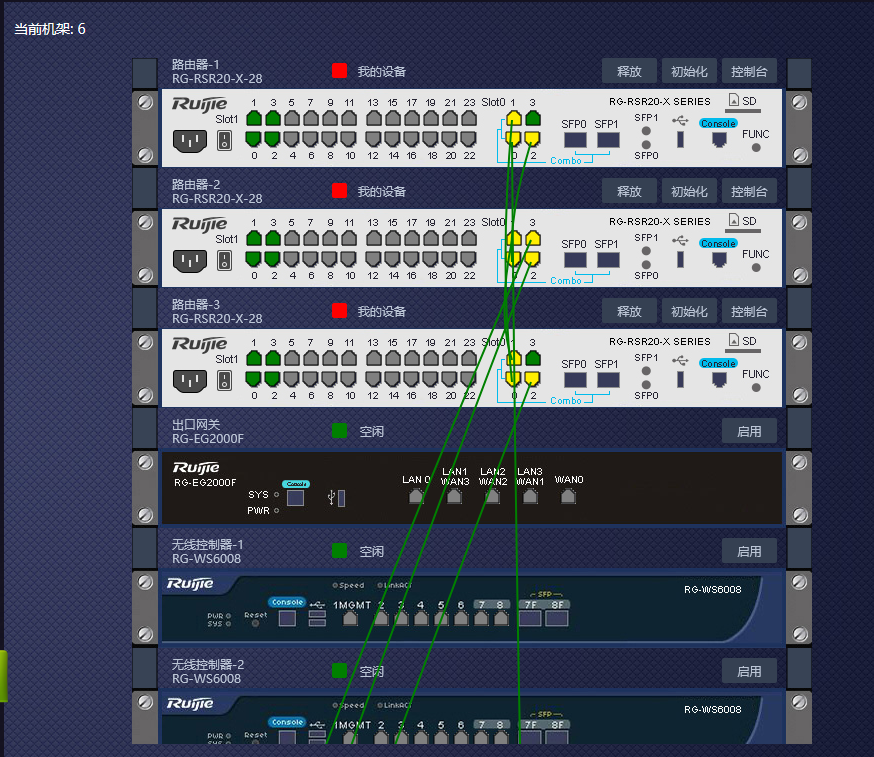 当前机架: 6
路由器-1
RG-RSR20-X-28
我的设备
释放 初始化 控制台
Ruijie
Slot1
1 3 5 7 9 11 13 15 17 19 21 23
0 2 4 6 8 10 12 14 16 18 20 22
Slot0 1 3
0 2
Combo
SFP0 SFP1
RG-RSR20-X SERIES
SFP1
SFP0
SD
Console
FUNC
路由器-2
RG-RSR20-X-28
我的设备
释放 初始化 控制台
Ruijie
Slot1
1 3 5 7 9 11 13 15 17 19 21 23
0 2 4 6 8 10 12 14 16 18 20 22
Slot0 1 3
0 2
Combo
SFP0 SFP1
RG-RSR20-X SERIES
SFP1
SFP0
SD
Console
FUNC
路由器-3
RG-RSR20-X-28
我的设备
释放 初始化 控制台
Ruijie
Slot1
1 3 5 7 9 11 13 15 17 19 21 23
0 2 4 6 8 10 12 14 16 18 20 22
Slot0 1 3
0 2
Combo
SFP0 SFP1
RG-RSR20-X SERIES
SFP1
SFP0
SD
Console
FUNC
出口网关
RG-EG2000F
空闲
启用
Ruijie
RG-EG2000F
SYS
PWR
Console
LAN 0
LAN1
WAN3
LAN2
WAN2
LAN3
WAN1
WAN0
无线控制器-1
RG-WS6008
空闲
启用
Ruijie
PWR
SYS
Reset
Console
Speed LinkACT
1MGMT 2 3 4 5 6 7 8
SFP
7F 8F
RG-WS6008
无线控制器-2
RG-WS6008
空闲
启用
Ruijie
PWR
SYS
Reset
Console
Speed LinkACT
1MGMT 2 3 4 5 6 7 8
SFP
7F 8F
RG-WS6008